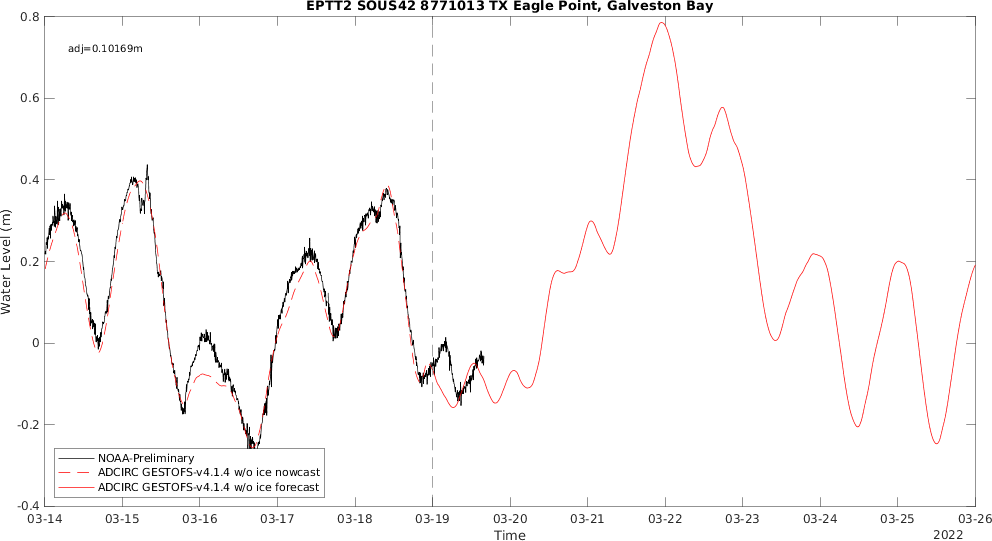 EPTT2 SOUS42 8771013 TX Eagle Point, Galveston Bay
adj=0.10169m
0.8
0.6
0.4
0.2
0
-0.2
-0.4
Water Level (m)
NOAA-Preliminary
ADCIRC GESTOFS-v4.1.4 w/o ice nowcast
ADCIRC GESTOFS-v4.1.4 w/o ice forecast
03-14 03-15 03-16 03-17 03-18 03-19 03-20 03-21 03-22 03-23 03-24 03-25 03-26
Time
2022